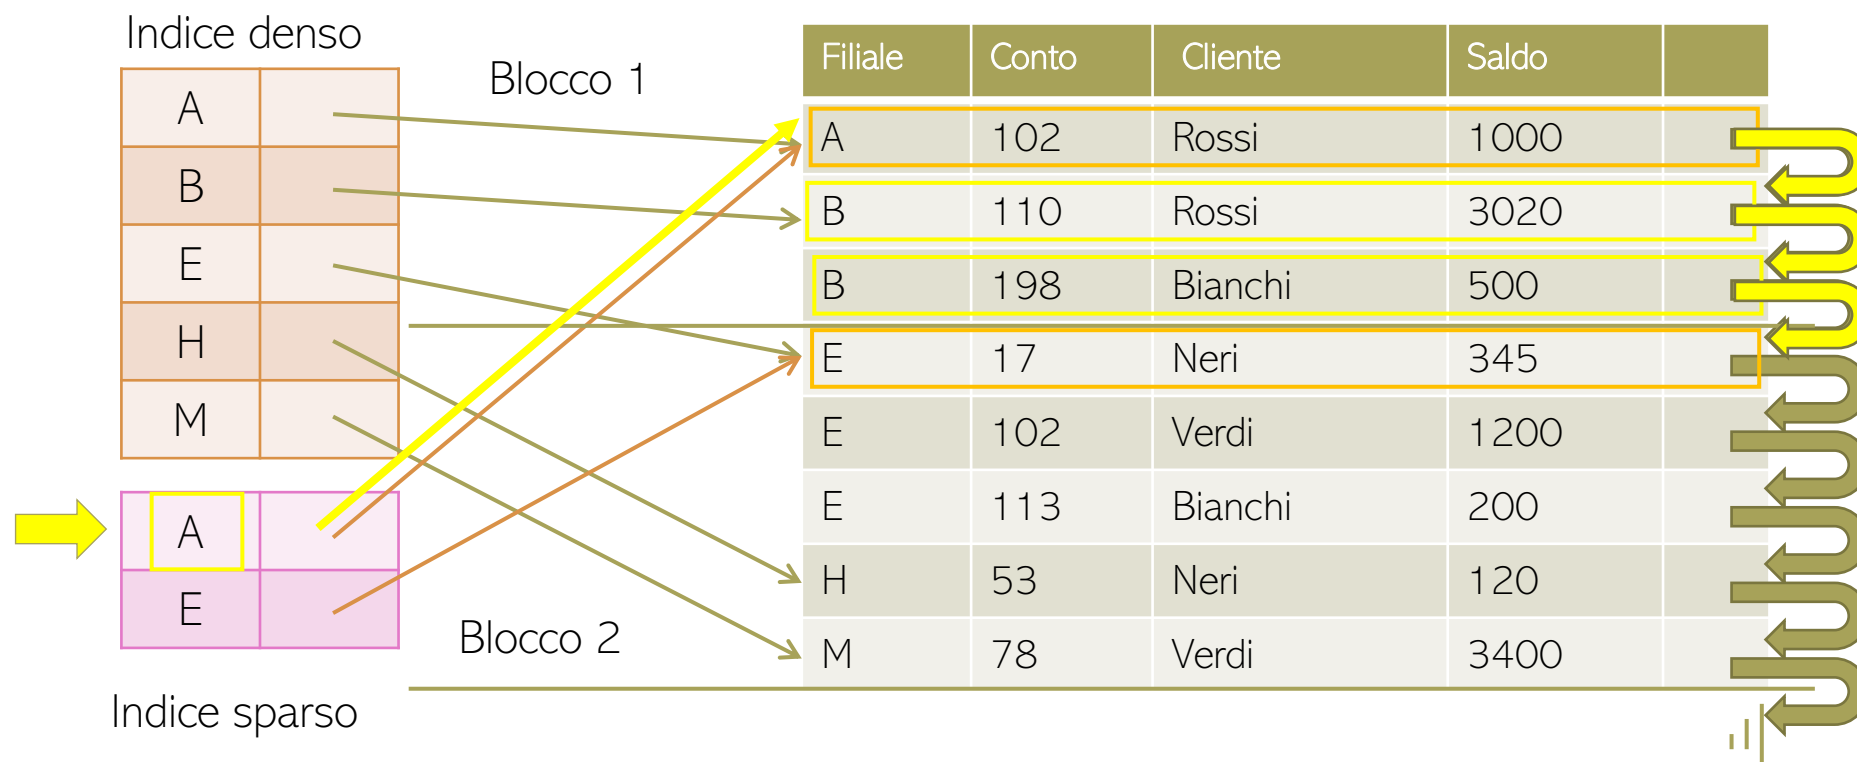 Indice denso
A
B
E
H
M
A
E
Indice sparso
Blocco 1
Blocco 2
Filiale Conto Cliente Saldo
A 102 Rossi 1000
B 110 Rossi 3020
B 198 Bianchi 500
E 17 Neri 345
E 102 Verdi 1200
E 113 Bianchi 200
H 53 Neri 120
M 78 Verdi 3400